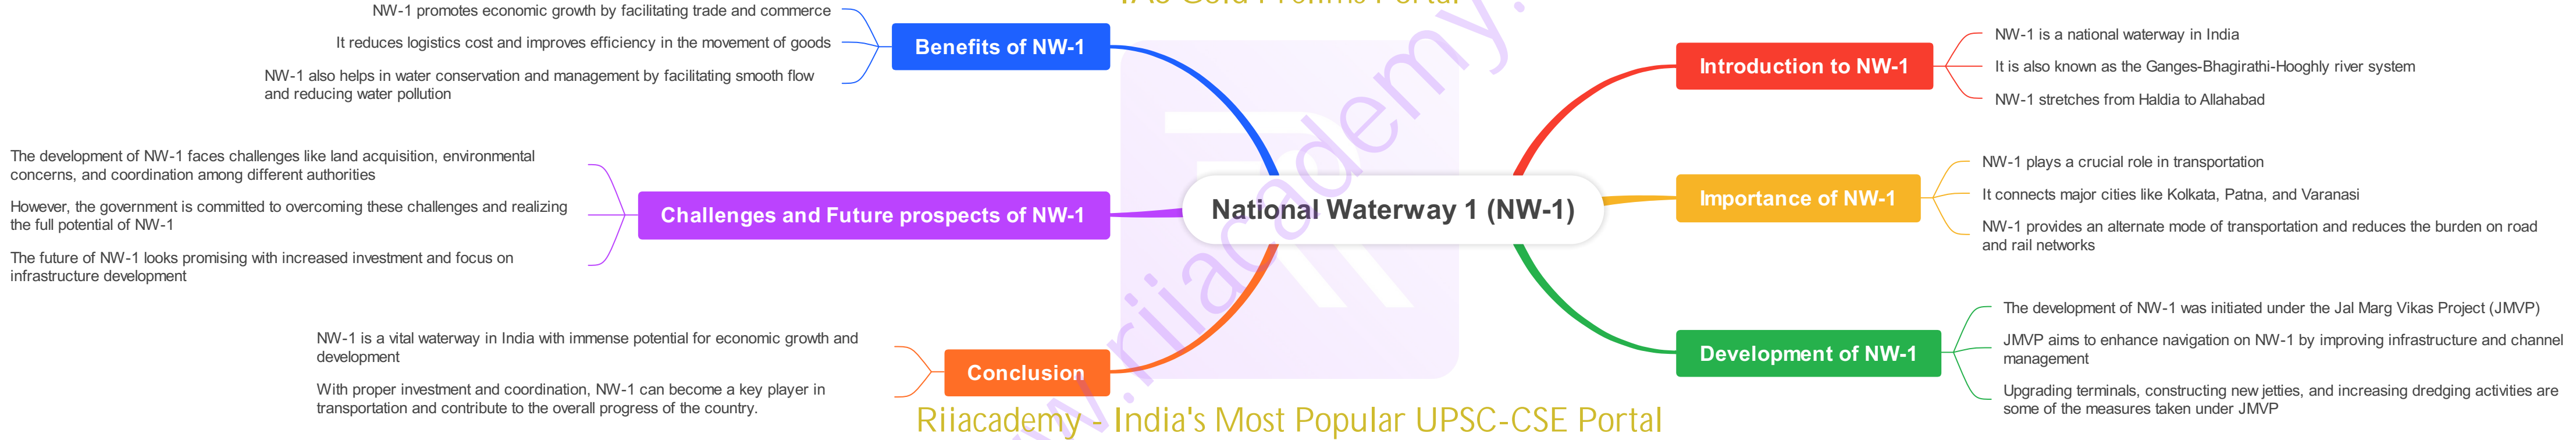 IAS Gold Prelims Portal
National Waterway 1 (NW-1)
Introduction to NW-1
NW-1 is a national waterway in India
It is also known as the Ganges-Bhagirathi-Hooghly river system
NW-1 stretches from Haldia to Allahabad
Importance of NW-1
NW-1 plays a crucial role in transportation
It connects major cities like Kolkata, Patna, and Varanasi
NW-1 provides an alternate mode of transportation and reduces the burden on road
and rail networks
Development of NW-1
The development of NW-1 was initiated under the Jal Marg Vikas Project (JMVP)
JMVP aims to enhance navigation on NW-1 by improving infrastructure and channel
management
Upgrading terminals, constructing new jetties, and increasing dredging activities are
some of the measures taken under JMVP
Benefits of NW-1
NW-1 promotes economic growth by facilitating trade and commerce
It reduces logistics cost and improves efficiency in the movement of goods
NW-1 also helps in water conservation and management by facilitating smooth flow
and reducing water pollution
Challenges and Future prospects of NW-1
The development of NW-1 faces challenges like land acquisition, environmental
concerns, and coordination among different authorities
However, the government is committed to overcoming these challenges and realizing
the full potential of NW-1
The future of NW-1 looks promising with increased investment and focus on
infrastructure development
Conclusion
NW-1 is a vital waterway in India with immense potential for economic growth and
development
With proper investment and coordination, NW-1 can become a key player in
transportation and contribute to the overall progress of the country.
www.riiacademy.
Riiacademy - India's Most Popular UPSC-CSE Portal